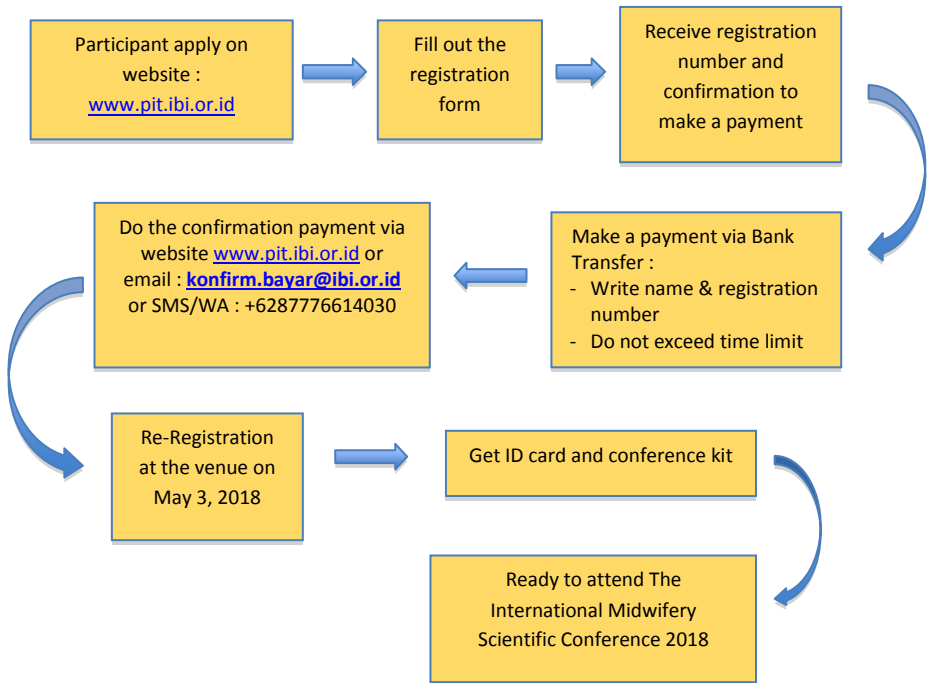 Participant apply on
website :
www.pit.ibi.or.id
Fill out the
registration
form
Receive registration
number and
confirmation to
make a payment
Make a payment via Bank
Transfer :
- Write name & registration
number
- Do not exceed time limit
Do the confirmation payment via
website www.pit.ibi.or.id or
email : konfirm.bayar@ibi.or.id
or SMS/WA : +6287776614030
Re-Registration
at the venue on
May 3, 2018
Get ID card and conference kit
Ready to attend The
International Midwifery
Scientific Conference 2018